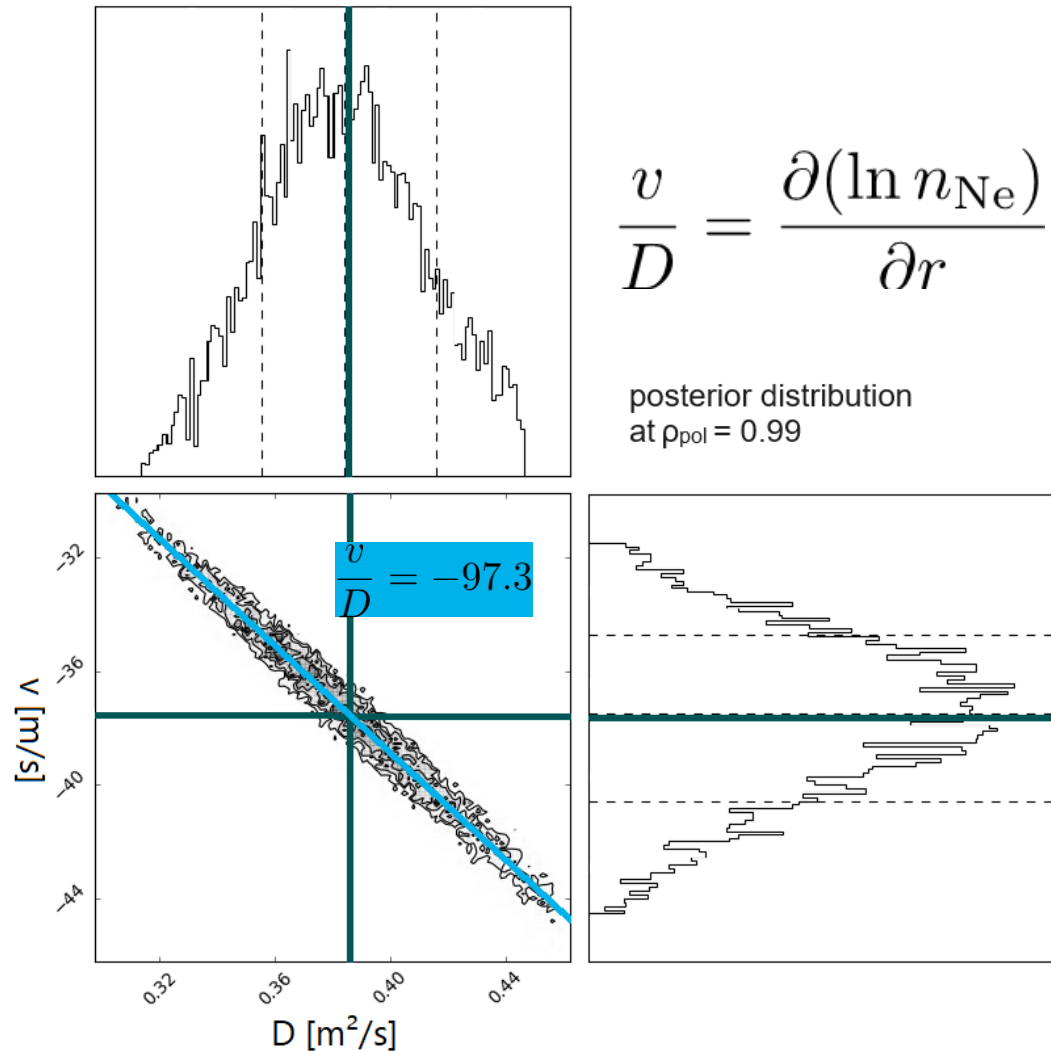 v/D = ∂(ln n_Ne)/∂r
posterior distribution
at ρpol = 0.99
v/D = −97.3
v [m/s]
-32
-36
-40
-44
0.32
0.36
0.40
0.44
D [m²/s]